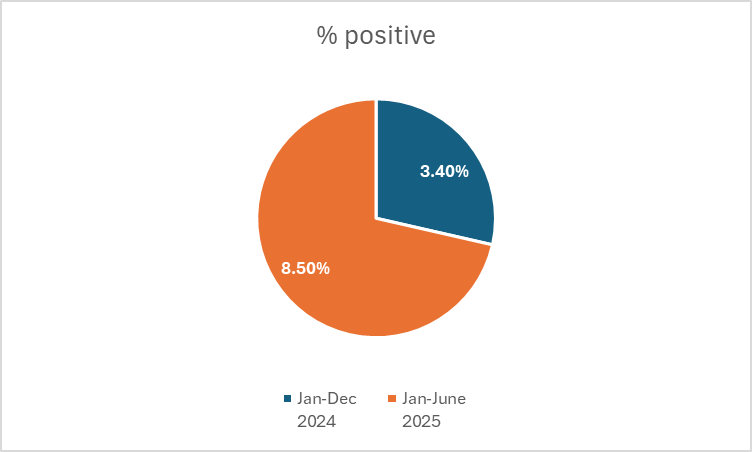 % positive
3.40%
8.50%
Jan-Dec 2024
Jan-June 2025